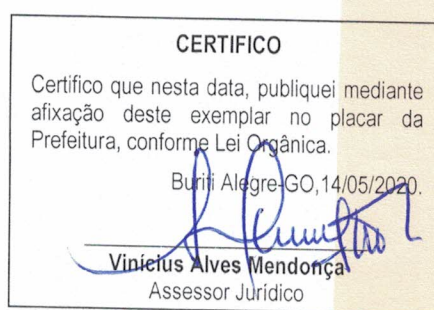 CERTIFICO
Certifico que nesta data, publiquei mediante
afixação deste exemplar no placar da
Prefeitura, conforme Lei Orgânica.
Buriti Alegre-GO,14/05/2020.
Vinícius Alves Mendonça
Assessor Jurídico